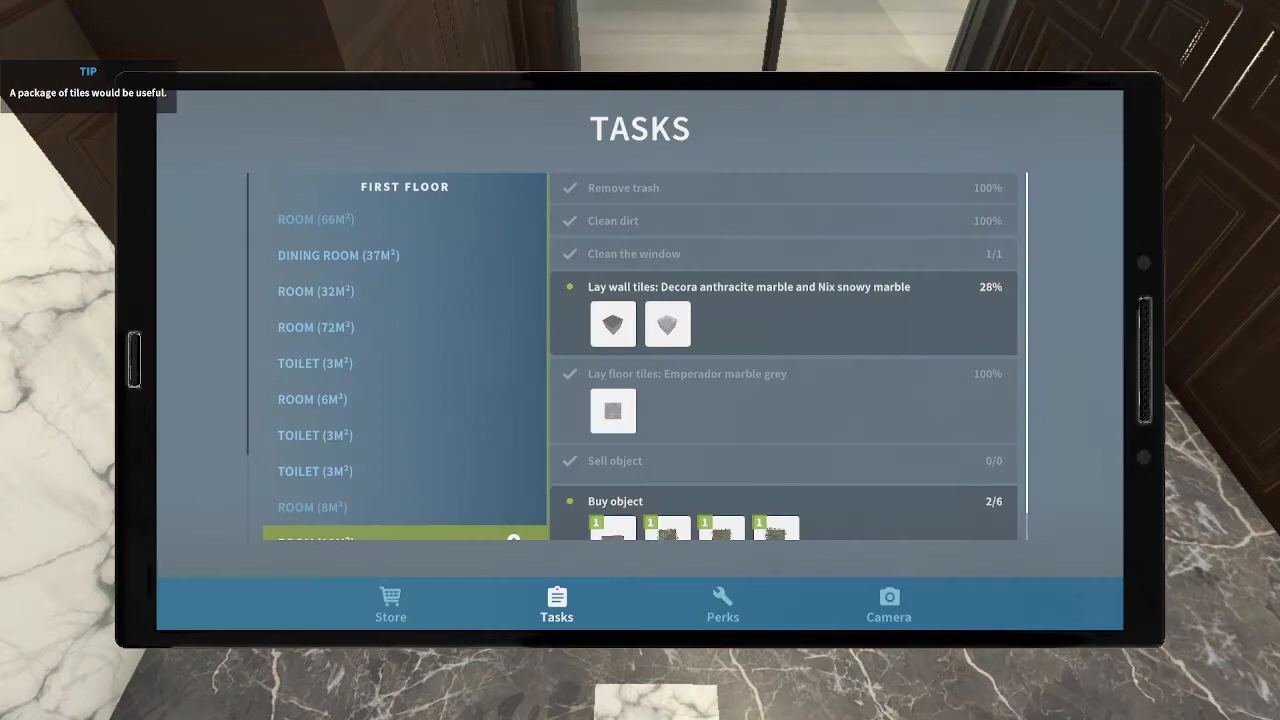 TIP
A package of tiles would be useful.
TASKS
FIRST FLOOR
ROOM (66M²)
DINING ROOM (37M²)
ROOM (32M²)
ROOM (72M²)
TOILET (3M²)
ROOM (6M²)
TOILET (3M²)
TOILET (3M²)
ROOM (8M²)
Remove trash 100%
Clean dirt 100%
Clean the window 1/1
Lay wall tiles: Decora anthracite marble and Nix snowy marble 28%
Lay floor tiles: Emperador marble grey 100%
Sell object 0/0
Buy object 2/6
1 1 1 1
Store Tasks Perks Camera